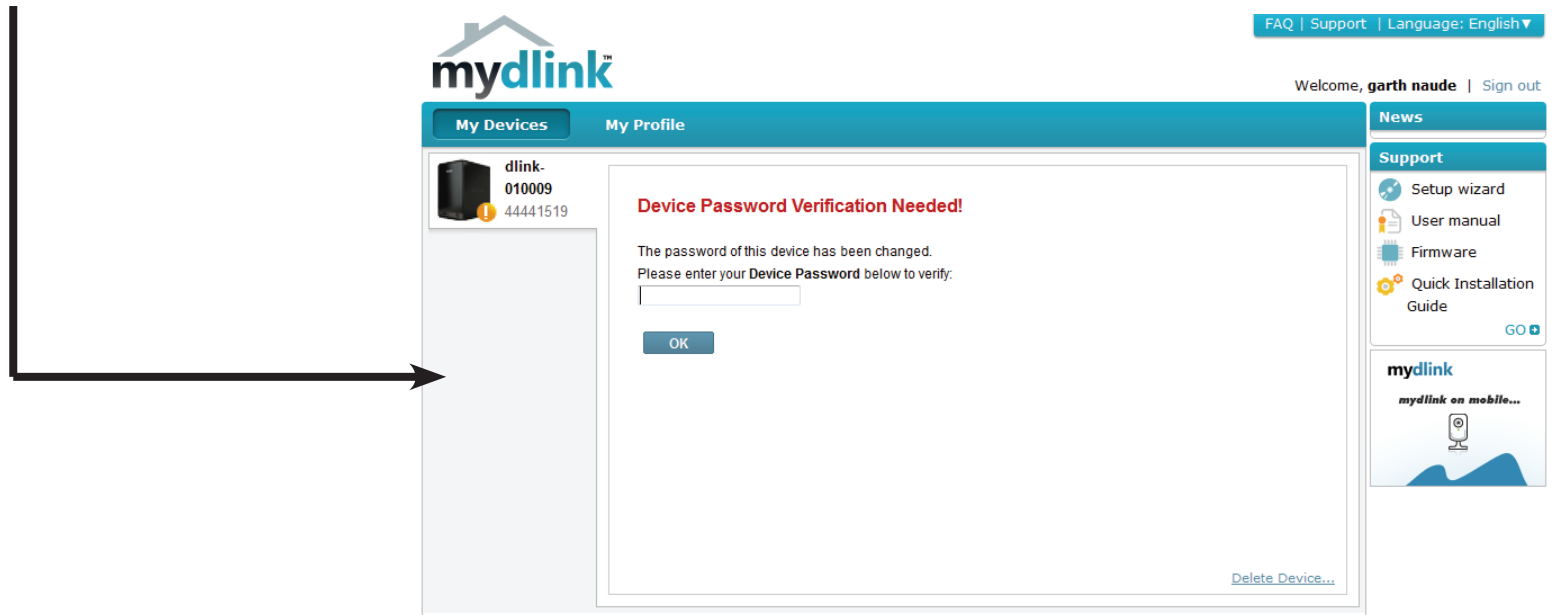 FAQ | Support | Language: English▼
mydlink™
Welcome, garth naude | Sign out
My Devices My Profile
dlink-
010009
44441519
Device Password Verification Needed!
The password of this device has been changed.
Please enter your Device Password below to verify:
OK
Delete Device...
News
Support
Setup wizard
User manual
Firmware
Quick Installation
Guide
GO
mydlink
mydlink on mobile...